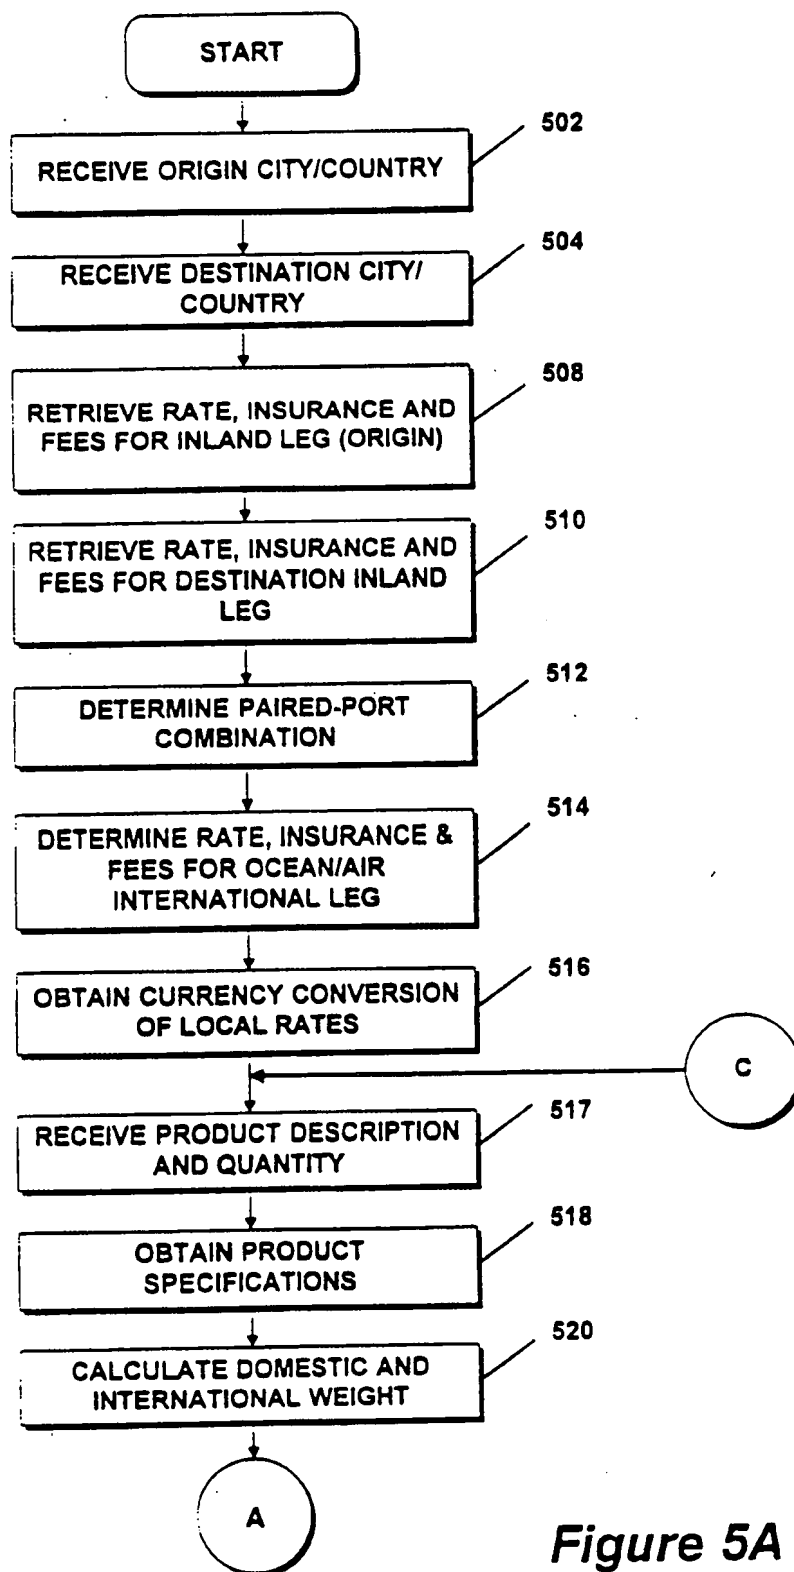 START
502
RECEIVE ORIGIN CITY/COUNTRY
504
RECEIVE DESTINATION CITY/
COUNTRY
508
RETRIEVE RATE, INSURANCE AND
FEES FOR INLAND LEG (ORIGIN)
510
RETRIEVE RATE, INSURANCE AND
FEES FOR DESTINATION INLAND
LEG
512
DETERMINE PAIRED-PORT
COMBINATION
514
DETERMINE RATE, INSURANCE &
FEES FOR OCEAN/AIR
INTERNATIONAL LEG
516
OBTAIN CURRENCY CONVERSION
OF LOCAL RATES
C
517
RECEIVE PRODUCT DESCRIPTION
AND QUANTITY
518
OBTAIN PRODUCT
SPECIFICATIONS
520
CALCULATE DOMESTIC AND
INTERNATIONAL WEIGHT
A
Figure 5A